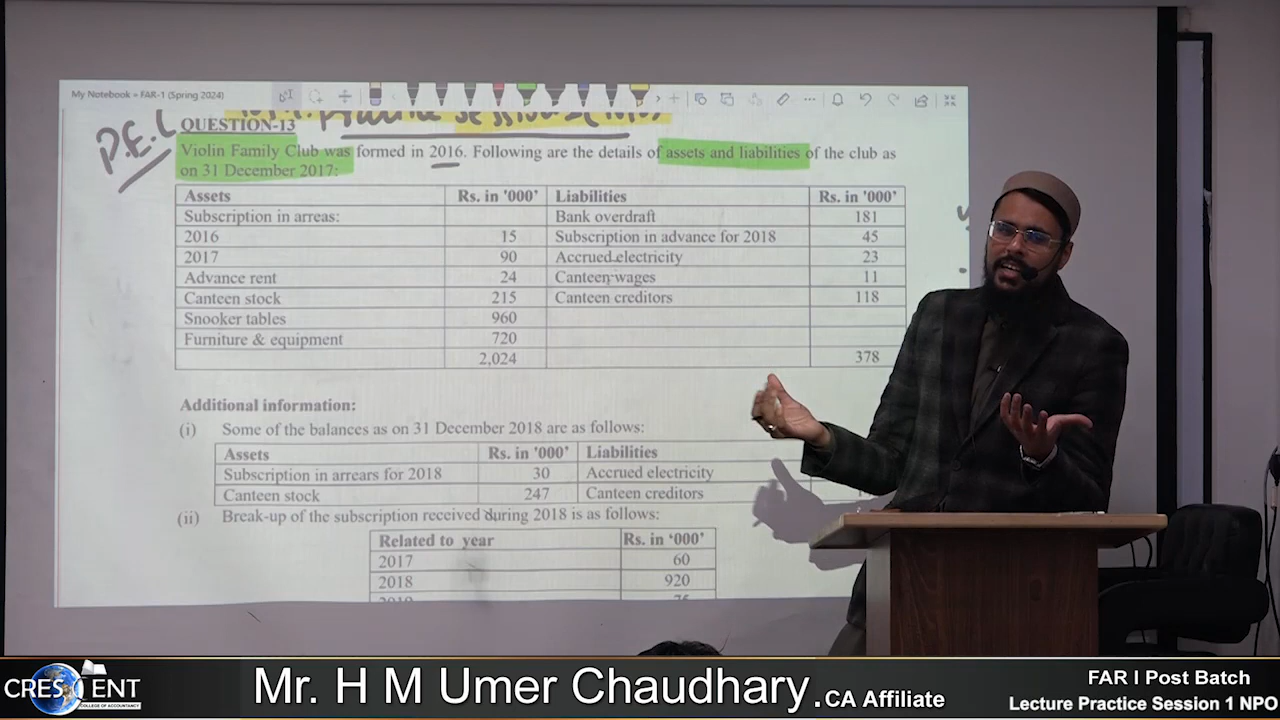 My Notebook » FAR-1 (Spring 2024)
P.E.C
QUESTION-13
Violin Family Club was formed in 2016. Following are the details of assets and liabilities of the club as
on 31 December 2017:
Assets Rs. in '000' Liabilities Rs. in '000'
Subscription in arreas: Bank overdraft 181
2016 15 Subscription in advance for 2018 45
2017 90 Accrued electricity 23
Advance rent 24 Canteen wages 11
Canteen stock 215 Canteen creditors 118
Snooker tables 960
Furniture & equipment 720
2,024 378
Additional information:
(i) Some of the balances as on 31 December 2018 are as follows:
Assets Rs. in '000' Liabilities
Subscription in arrears for 2018 30 Accrued electricity
Canteen stock 247 Canteen creditors
(ii) Break-up of the subscription received during 2018 is as follows:
Related to year Rs. in '000'
2017 60
2018 920
CRESCENT
COLLEGE OF ACCOUNTANCY
Mr. H M Umer Chaudhary . CA Affiliate
FAR I Post Batch
Lecture Practice Session 1 NPO